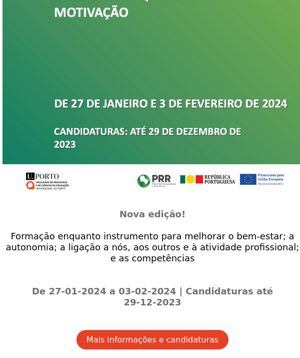 MOTIVAÇÃO
DE 27 DE JANEIRO E 3 DE FEVEREIRO DE 2024
CANDIDATURAS: ATÉ 29 DE DEZEMBRO DE
2023
U.PORTO
PRR
REPÚBLICA
PORTUGUESA
Financiado pela
União Europeia
Nova edição!
Formação enquanto instrumento para melhorar o bem-estar; a
autonomia; a ligação a nós, aos outros e à atividade profissional;
e as competências
De 27-01-2024 a 03-02-2024 | Candidaturas até
29-12-2023
Mais informações e candidaturas